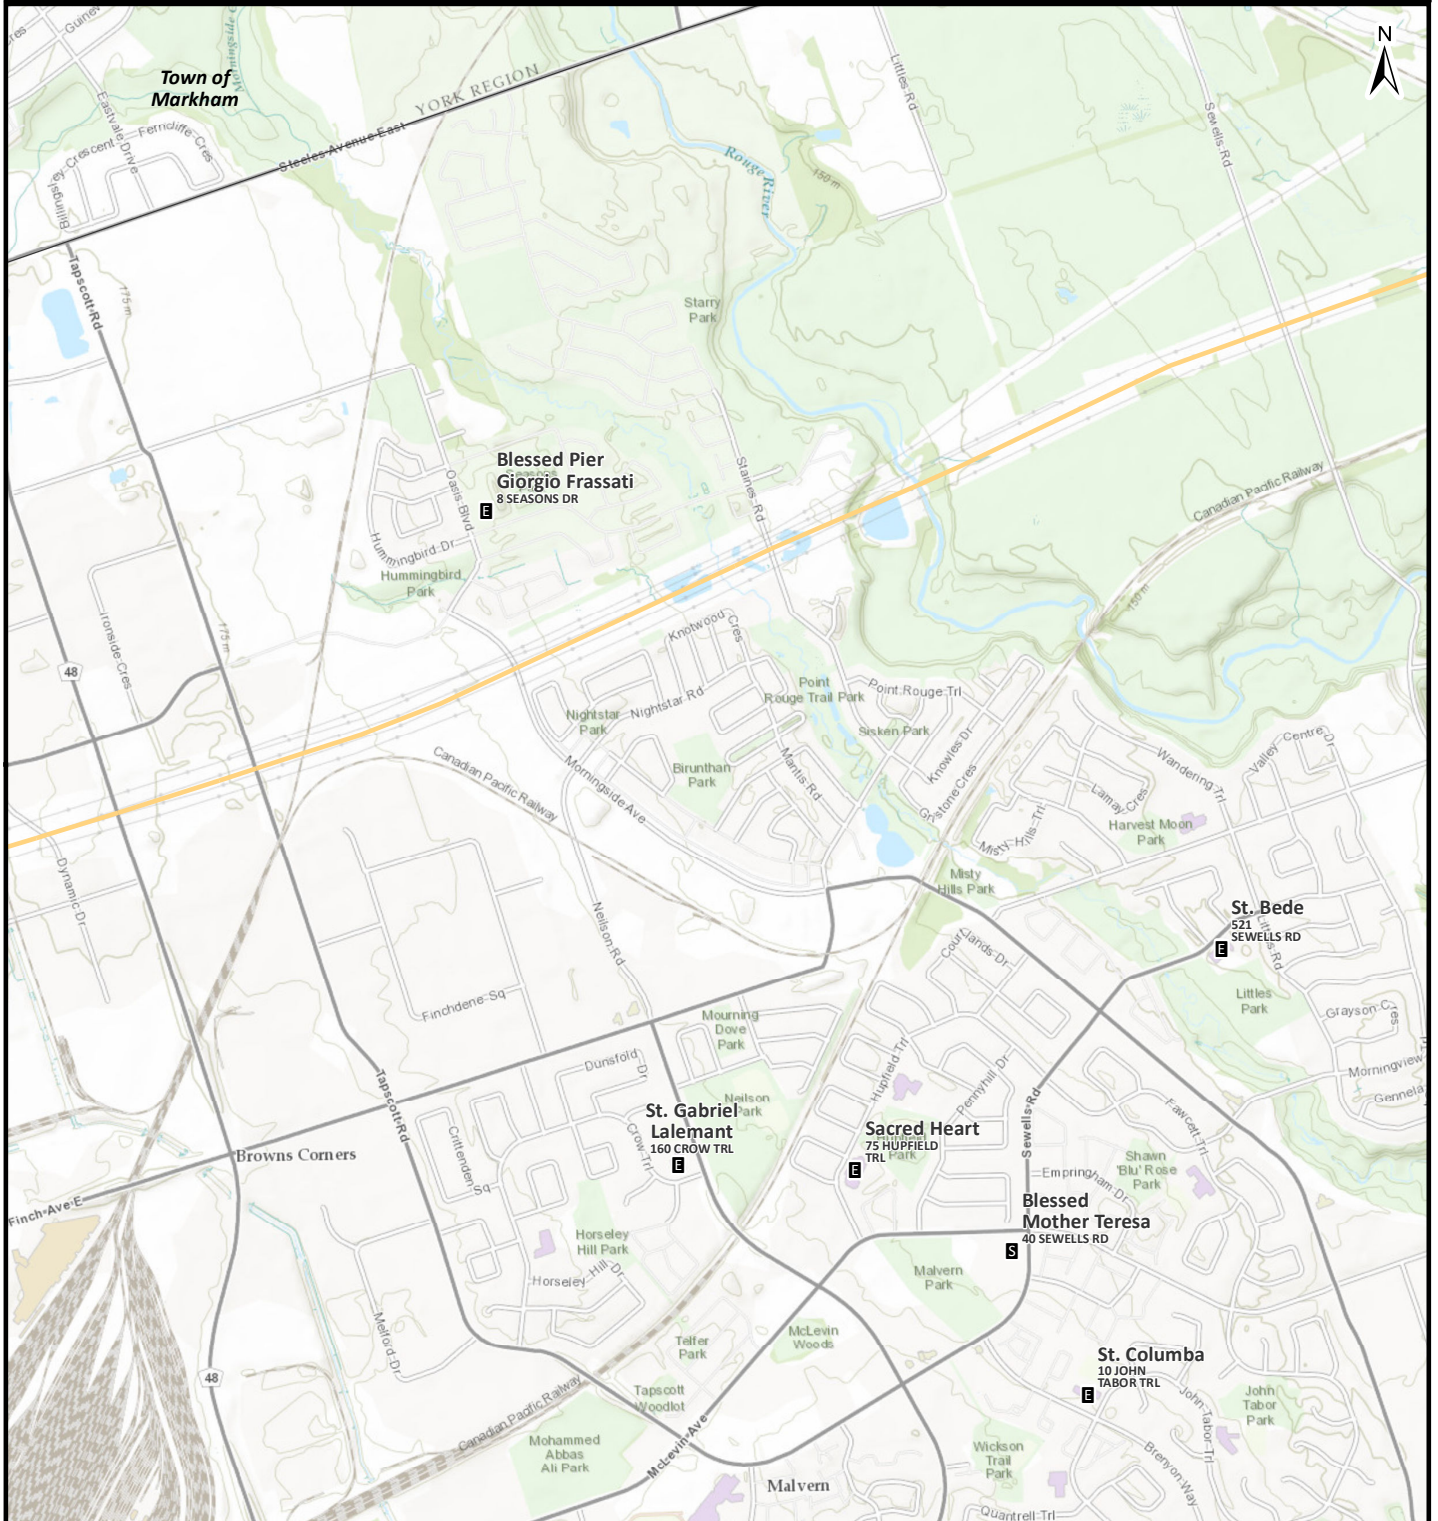 N
Town of
Markham
YORK REGION
Steeles Avenue East
Eastvale Drive
Ferncliffe Cres
Littles Rd
Sewells Rd
Rouge River
150 m
Tapscott Rd
175 m
Starry
Park
Blessed Pier
Giorgio Frassati
8 SEASONS DR
E
Oasis Blvd
Staines Rd
Canadian Pacific Railway
Hummingbird Dr
Hummingbird
Park
150 m
Ironside Cres
175 m
48
Knotwood
Cres
Point
Rouge Trail Park
Point Rouge Trl
Nightstar Rd
Nightstar
Park
Sisken Park
Knowles Dr
Canadian Pacific Railway
Morningside Ave
Birunthan
Park
Mantis Rd
Wandering Trl
Valley Centre Dr
Lamay Cres
Harvest Moon
Park
Misty Hills Trl
Misty
Hills Park
Dynamic Dr
Neilson Rd
St. Bede
521
SEWELLS RD
E
Littles Rd
Littles
Park
Courtlands Dr
Finchdene Sq
Mourning
Dove
Park
Grayson Cres
Dunsfold
Dr
Hupfield Trl
Pennyhill Dr
Morningview
Tapscott Rd
Sewells Rd
Fawcett Trl
Neilson
Park
St. Gabriel
Lalemant
160 CROW TRL
E
Crow Trl
Crittenden Sq
Sacred Heart
75 HUPFIELD
TRL
Park
E
Browns Corners
Finch Ave E
Empringham Dr
Shawn
'Blu' Rose
Park
Blessed
Mother Teresa
40 SEWELLS RD
S
Horseley
Hill Park
Horseley Hill Dr
Malvern
Park
Melford Dr
McLevin
Woods
Telfer
Park
48
St. Columba
10 JOHN
TABOR TRL
E
John Tabor Trl
John
Tabor
Park
Tapscott
Woodlot
Canadian Pacific Railway
McLevin Ave
Mohammed
Abbas
Ali Park
Wickson
Trail
Park
Brenyon Way
Malvern
Quantrell Trl